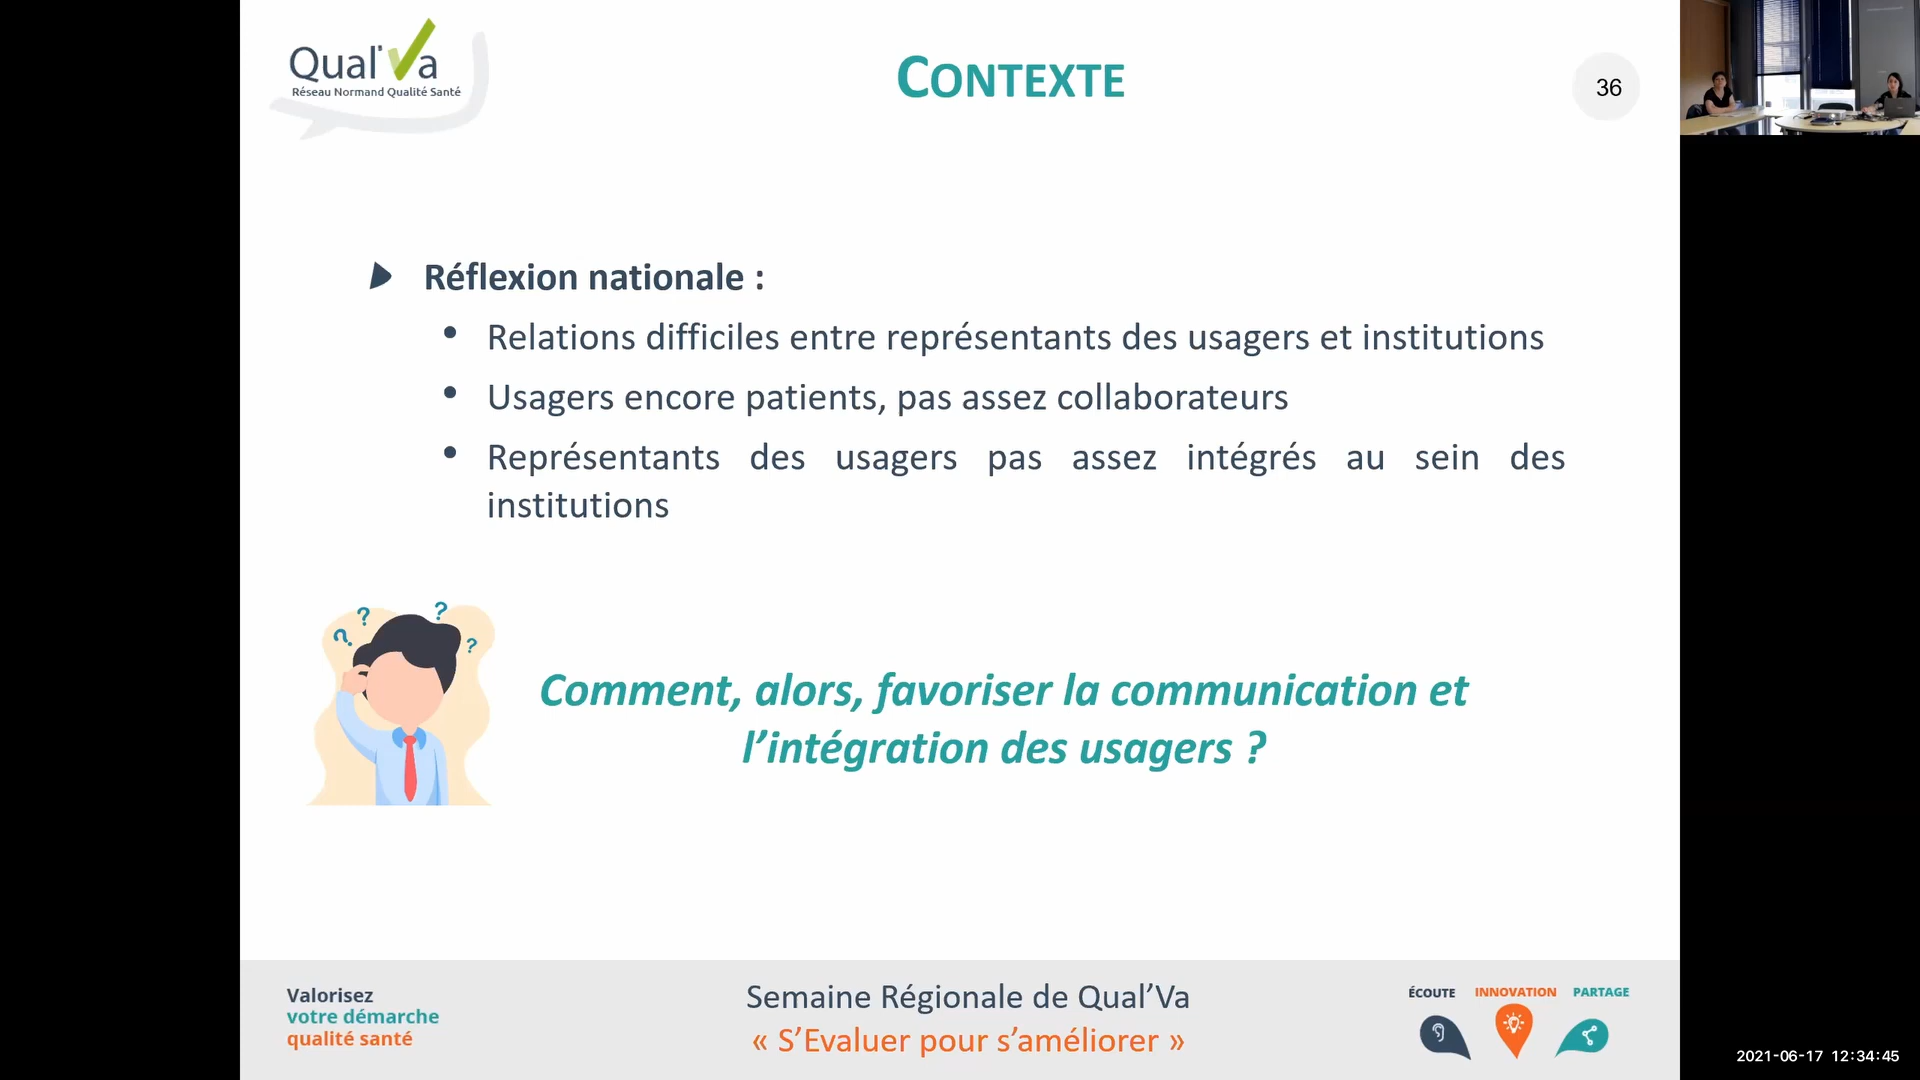 Qual'Va
Réseau Normand Qualité Santé
CONTEXTE
36
Réflexion nationale :
• Relations difficiles entre représentants des usagers et institutions
• Usagers encore patients, pas assez collaborateurs
• Représentants des usagers pas assez intégrés au sein des
institutions
? ? ? ?
Comment, alors, favoriser la communication et
l’intégration des usagers ?
Valorisez
votre démarche
qualité santé
Semaine Régionale de Qual’Va
« S’Evaluer pour s’améliorer »
ÉCOUTE INNOVATION PARTAGE
2021-06-17 12:34:45